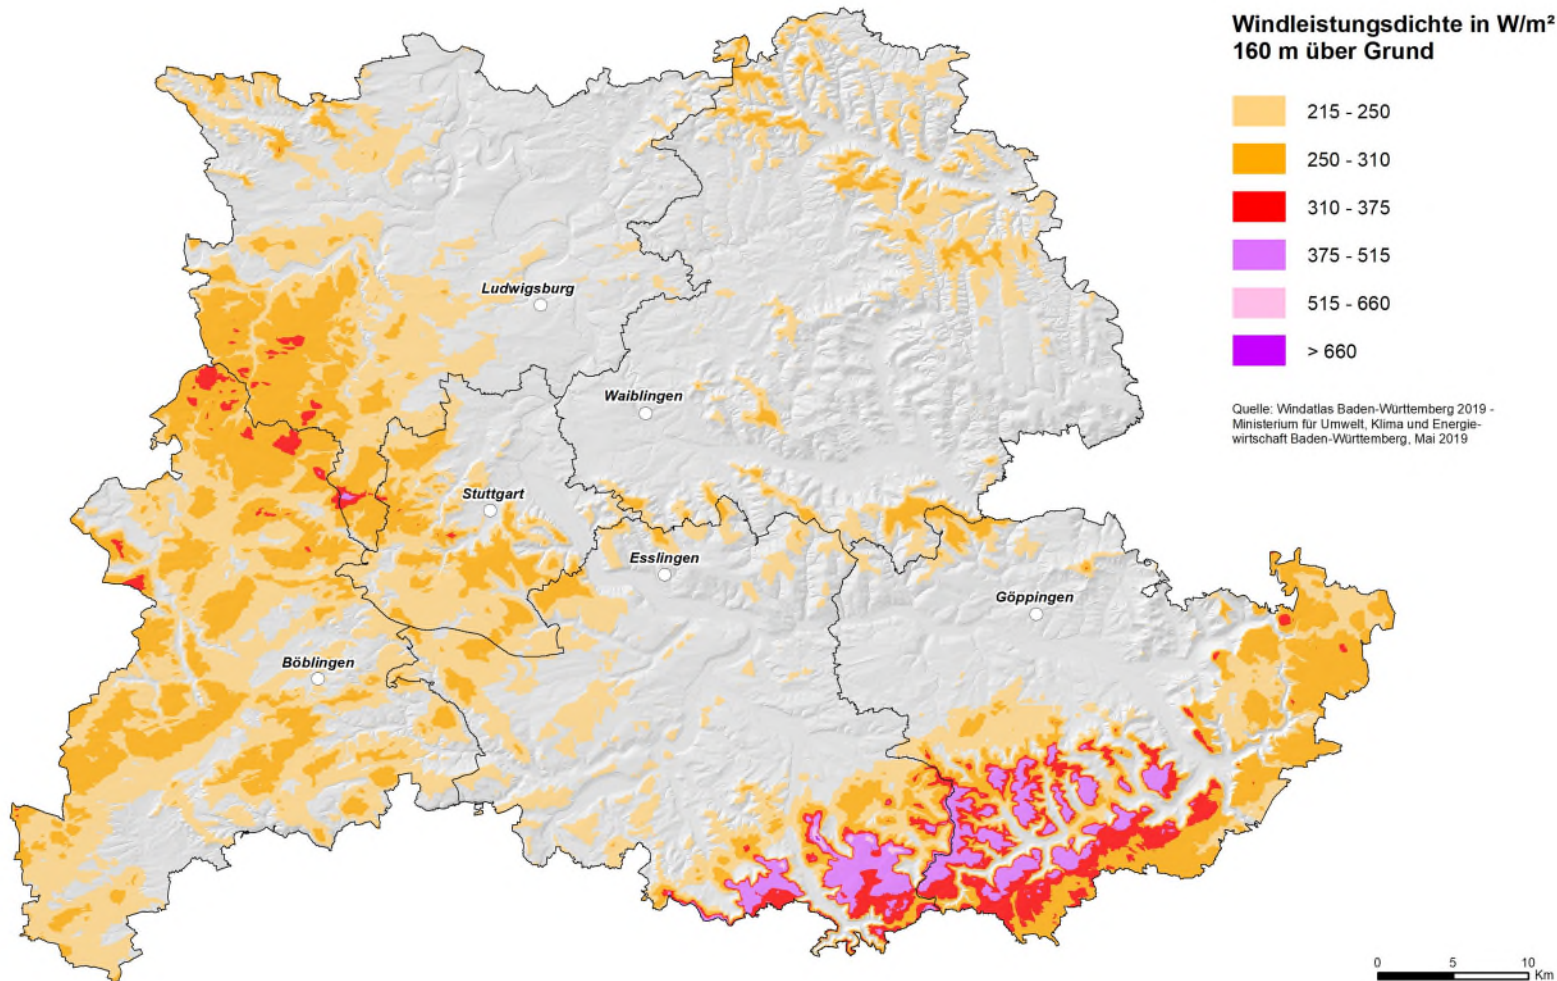 Windleistungsdichte in W/m²
160 m über Grund
215 - 250
250 - 310
310 - 375
375 - 515
515 - 660
> 660
Quelle: Windatlas Baden-Württemberg 2019 -
Ministerium für Umwelt, Klima und Energie-
wirtschaft Baden-Württemberg, Mai 2019
Ludwigsburg
Waiblingen
Stuttgart
Esslingen
Göppingen
Böblingen
0 5 10
Km